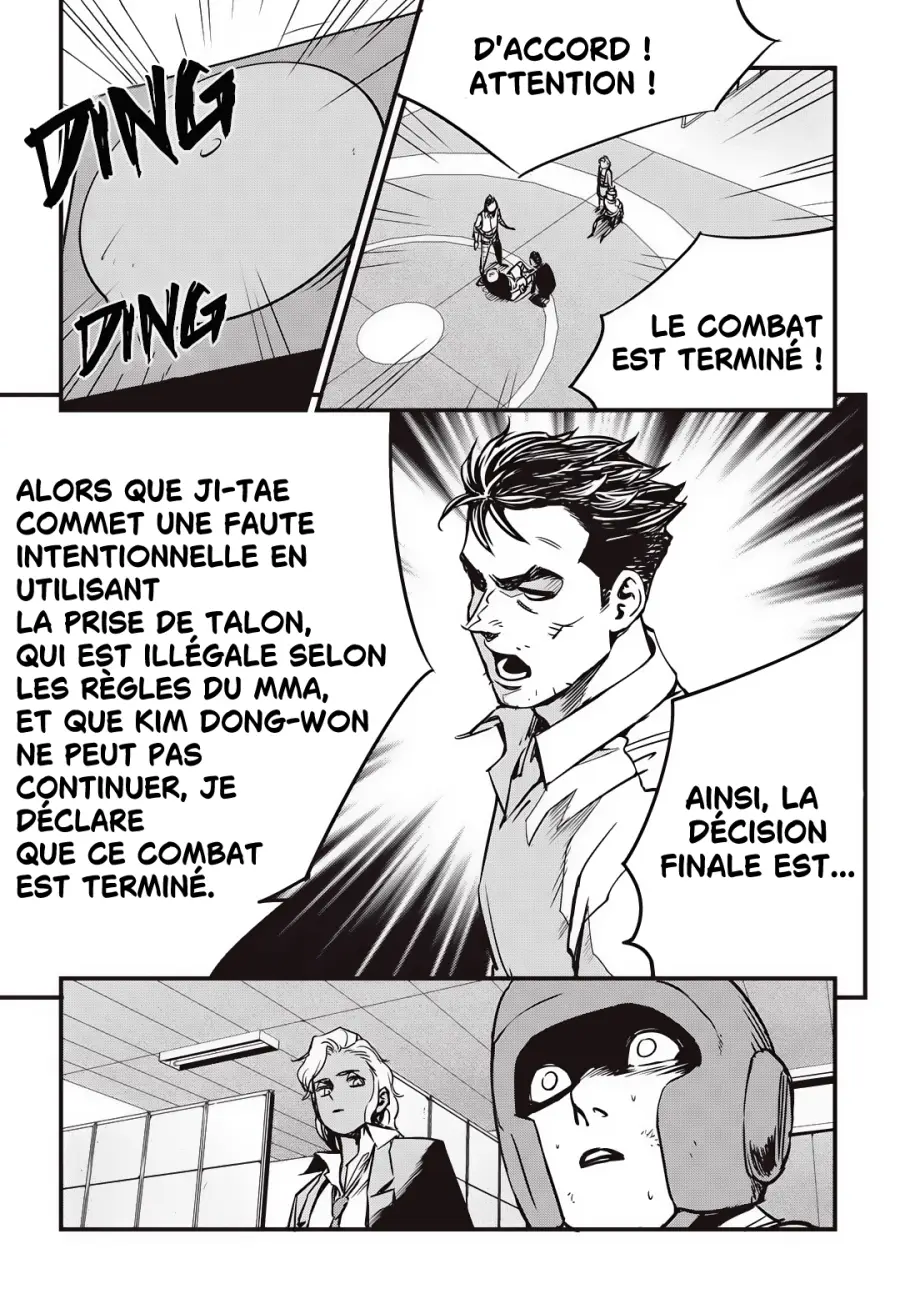 DING
DING
D'ACCORD !
ATTENTION !
LE COMBAT
EST TERMINÉ !
ALORS QUE JI-TAE
COMMET UNE FAUTE
INTENTIONNELLE EN
UTILISANT
LA PRISE DE TALON,
QUI EST ILLÉGALE SELON
LES RÈGLES DU MMA,
ET QUE KIM DONG-WON
NE PEUT PAS
CONTINUER, JE
DÉCLARE
QUE CE COMBAT
EST TERMINÉ.
AINSI, LA
DÉCISION
FINALE EST...